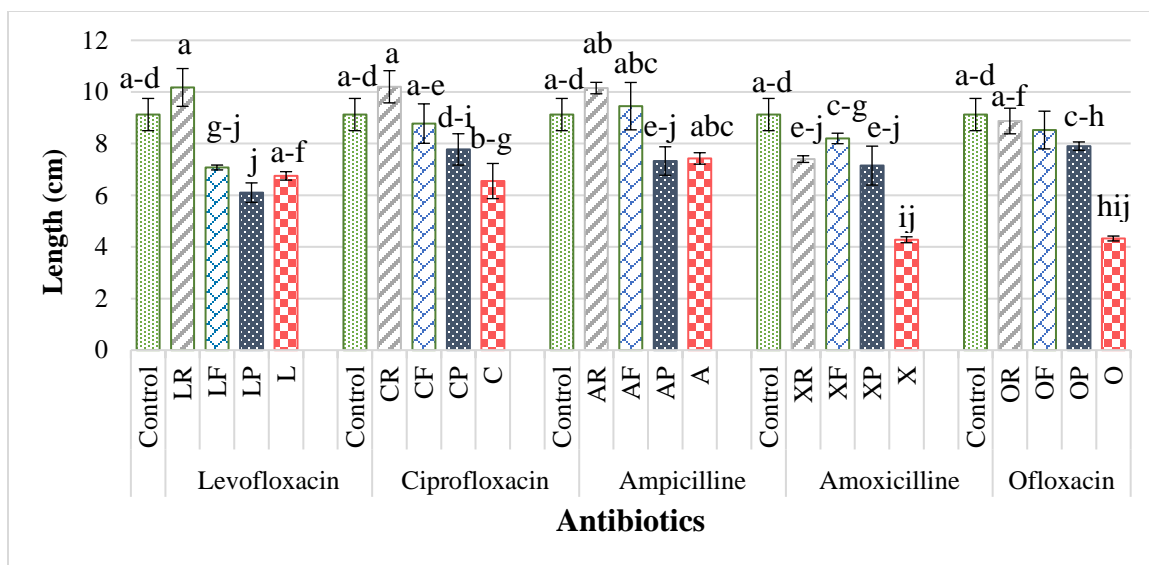 12
10
8
6
4
2
0
Length (cm)
a-d
a
g-j
j
a-f
a-d
a
a-e
d-i
b-g
a-d
ab
abc
e-j
abc
a-d
e-j
c-g
e-j
ij
a-d
a-f
c-h
hij
Control
LR
LF
LP
L
Control
CR
CF
CP
C
Control
AR
AF
AP
A
Control
XR
XF
XP
X
Control
OR
OF
OP
O
Levofloxacin
Ciprofloxacin
Ampicilline
Amoxicilline
Ofloxacin
Antibiotics